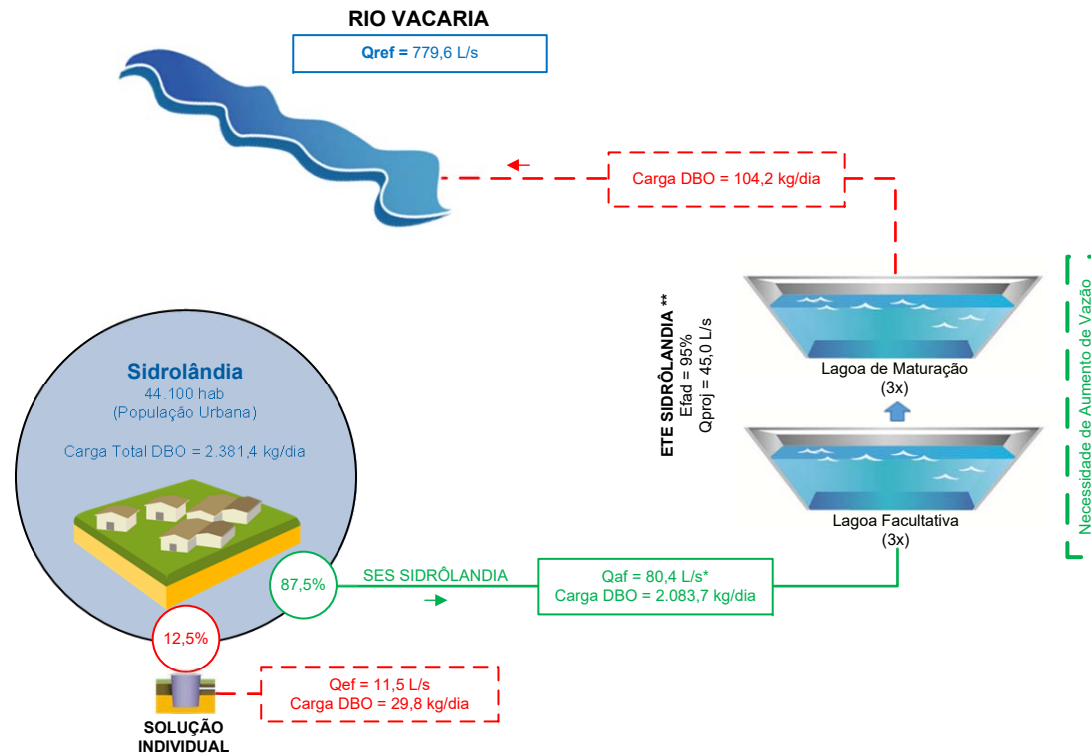 RIO VACARIA
Qref = 779,6 L/s
Carga DBO = 104,2 kg/dia
Necessidade de Aumento de Vazão
ETE SIDRÔLANDIA **
Efad = 95%
Qproj = 45,0 L/s
Lagoa de Maturação
(3x)
Lagoa Facultativa
(3x)
Sidrolândia
44.100 hab
(População Urbana)
Carga Total DBO = 2.381,4 kg/dia
87,5%
SES SIDRÔLANDIA
Qaf = 80,4 L/s*
Carga DBO = 2.083,7 kg/dia
12,5%
Qef = 11,5 L/s
Carga DBO = 29,8 kg/dia
SOLUÇÃO
INDIVIDUAL